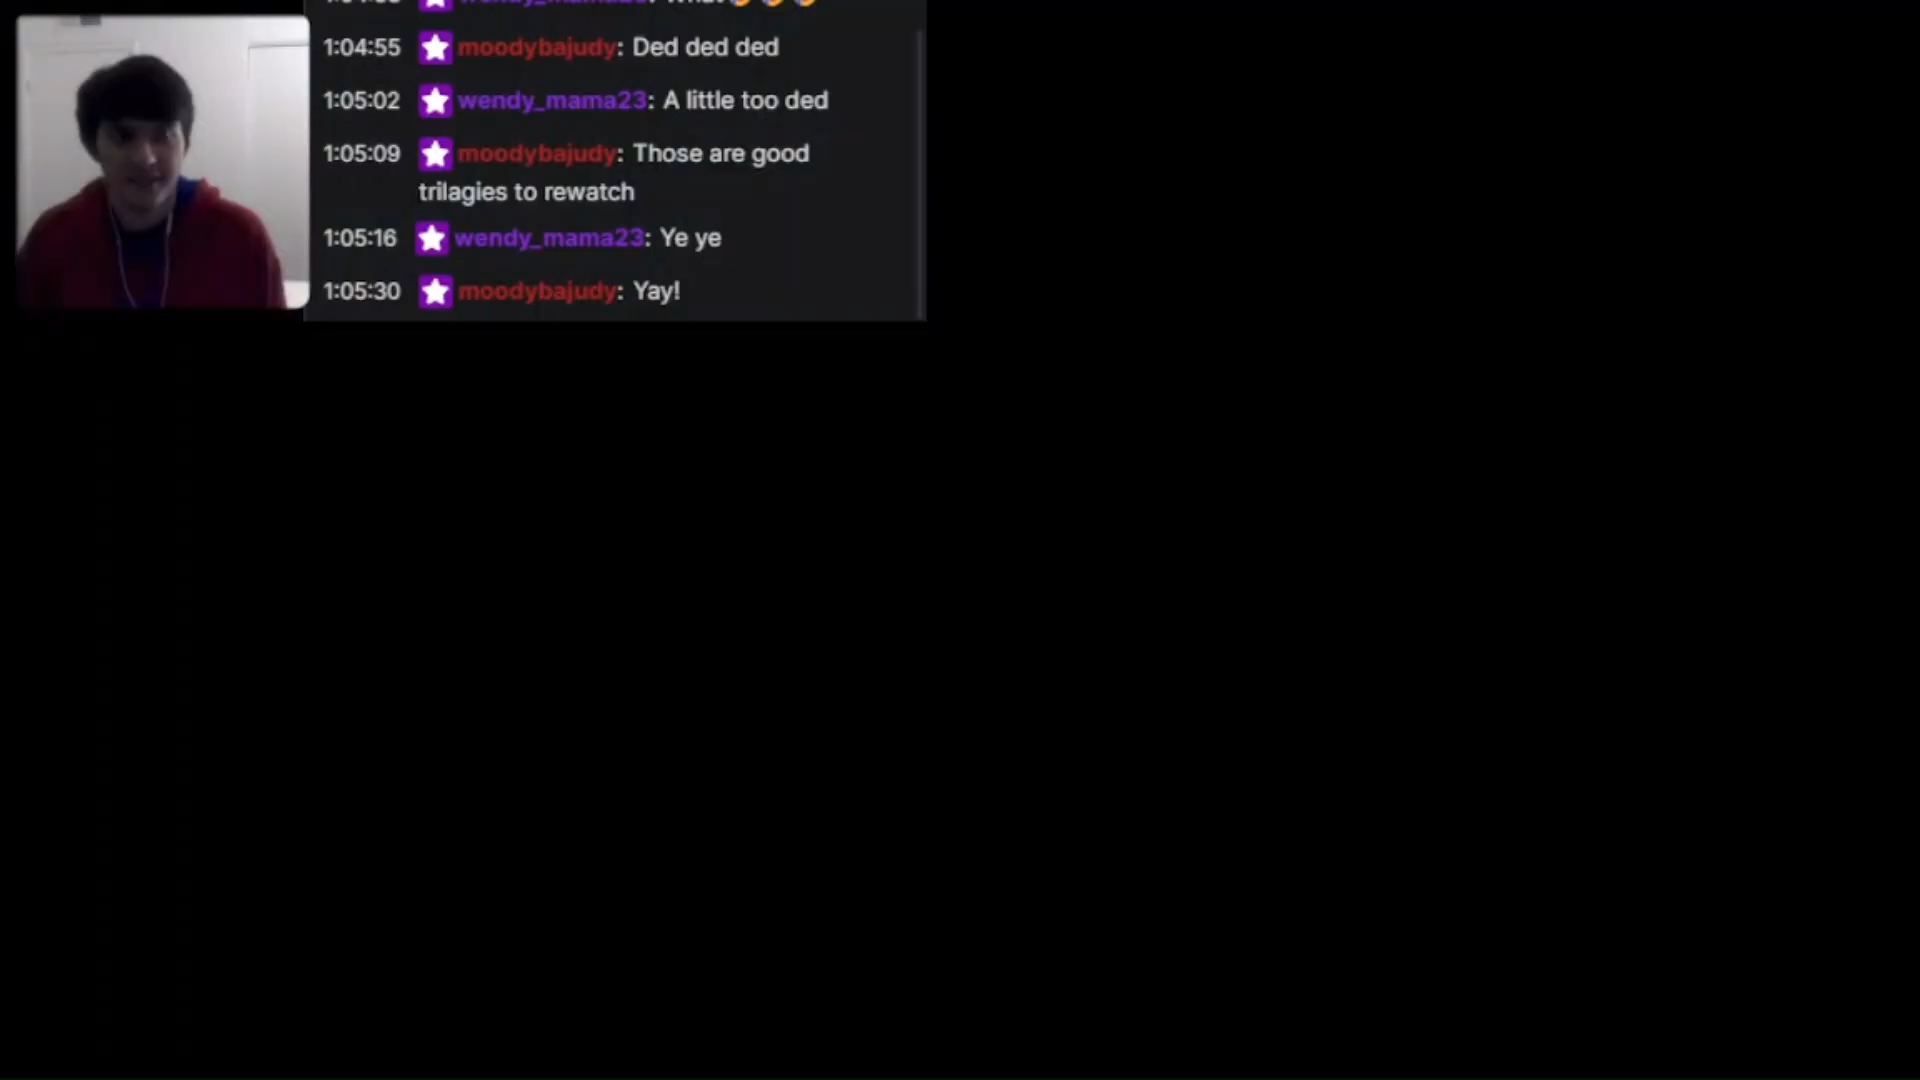 1:04:55 moodybajudy: Ded ded ded
1:05:02 wendy_mama23: A little too ded
1:05:09 moodybajudy: Those are good
trilagies to rewatch
1:05:16 wendy_mama23: Ye ye
1:05:30 moodybajudy: Yay!